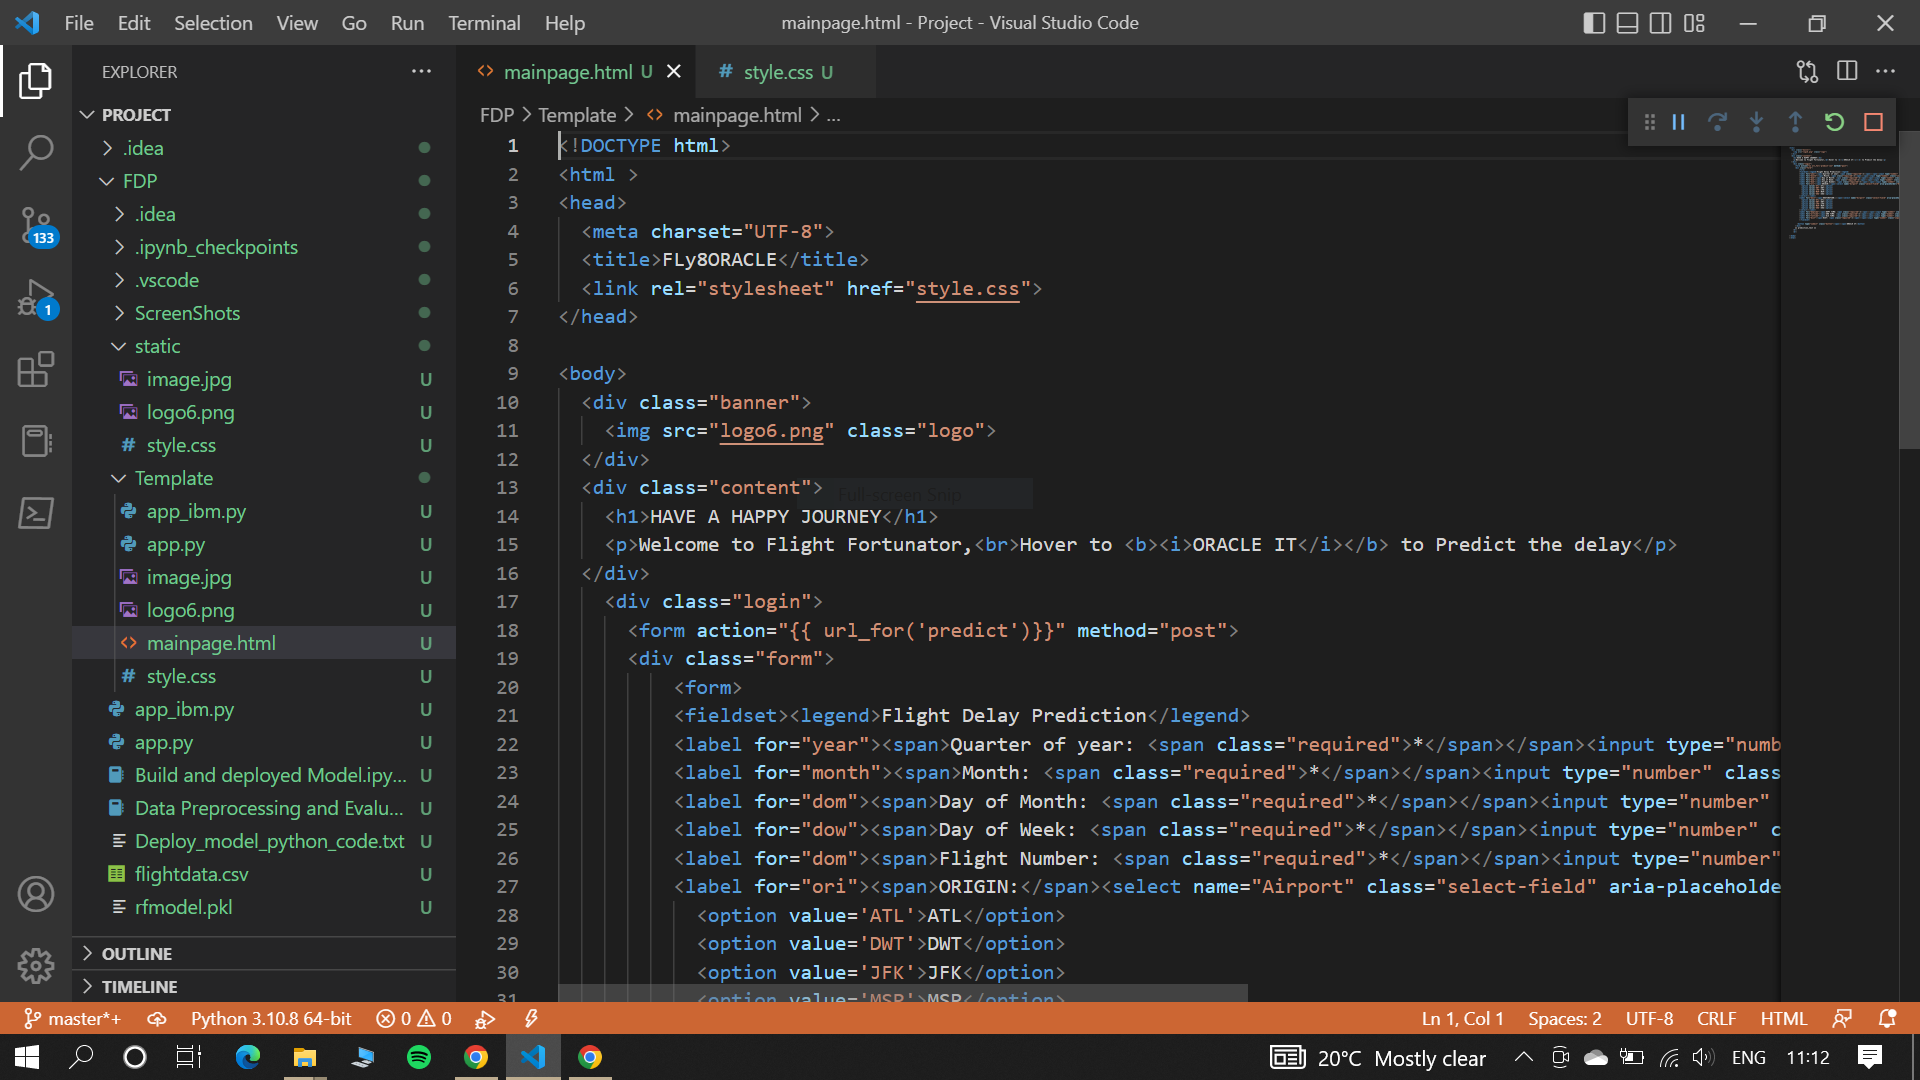 File Edit Selection View Go Run Terminal Help
mainpage.html - Project - Visual Studio Code
EXPLORER
PROJECT
.idea
FDP
.idea
.ipynb_checkpoints
.vscode
ScreenShots
static
image.jpg U
logo6.png U
style.css U
Template
app_ibm.py U
app.py U
image.jpg U
logo6.png U
mainpage.html U
style.css U
app_ibm.py U
app.py U
Build and deployed Model.ipy... U
Data Preprocessing and Evalu... U
Deploy_model_python_code.txt U
flightdata.csv U
rfmodel.pkl U
OUTLINE
TIMELINE
133
1
mainpage.html U
# style.css U
FDP > Template > mainpage.html > ...
1 <!DOCTYPE html>
2 <html >
3 <head>
4 <meta charset="UTF-8">
5 <title>FLy8ORACLE</title>
6 <link rel="stylesheet" href="style.css">
7 </head>
8
9 <body>
10 <div class="banner">
11 <img src="logo6.png" class="logo">
12 </div>
13 <div class="content">
Full-screen Snip
14 <h1>HAVE A HAPPY JOURNEY</h1>
15 <p>Welcome to Flight Fortunator,<br>Hover to <b><i>ORACLE IT</i></b> to Predict the delay</p>
16 </div>
17 <div class="login">
18 <form action="{{ url_for('predict')}}" method="post">
19 <div class="form">
20 <form>
21 <fieldset><legend>Flight Delay Prediction</legend>
22 <label for="year"><span>Quarter of year: <span class="required">*</span></span><input type="numb
23 <label for="month"><span>Month: <span class="required">*</span></span><input type="number" class
24 <label for="dom"><span>Day of Month: <span class="required">*</span></span><input type="number"
25 <label for="dow"><span>Day of Week: <span class="required">*</span></span><input type="number" c
26 <label for="dom"><span>Flight Number: <span class="required">*</span></span><input type="number"
27 <label for="ori"><span>ORIGIN:</span><select name="Airport" class="select-field" aria-placeholde
28 <option value='ATL'>ATL</option>
29 <option value='DWT'>DWT</option>
30 <option value='JFK'>JFK</option>
31 <option value='MSP'>MSP</option>
master*+ Python 3.10.8 64-bit 0 0
Ln 1, Col 1 Spaces: 2 UTF-8 CRLF HTML
20°C Mostly clear ENG 11:12